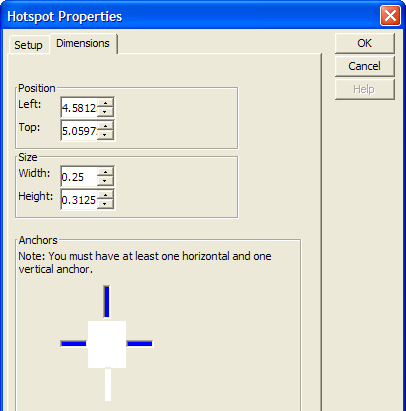 Hotspot Properties
Setup Dimensions
OK
Cancel
Help
Position
Left: 4.5812
Top: 5.0597
Size
Width: 0.25
Height: 0.3125
Anchors
Note: You must have at least one horizontal and one
vertical anchor.